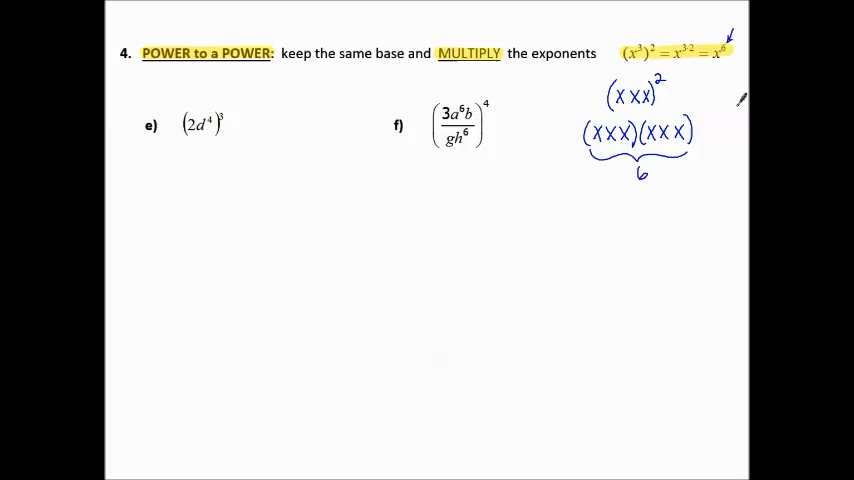 4. POWER to a POWER: keep the same base and MULTIPLY the exponents (x³)² = x³·² = x⁶
(xxx)²
(xxx)(xxx)
6
e) (2d⁴)³
f) (3a⁶b / gh⁶)⁴